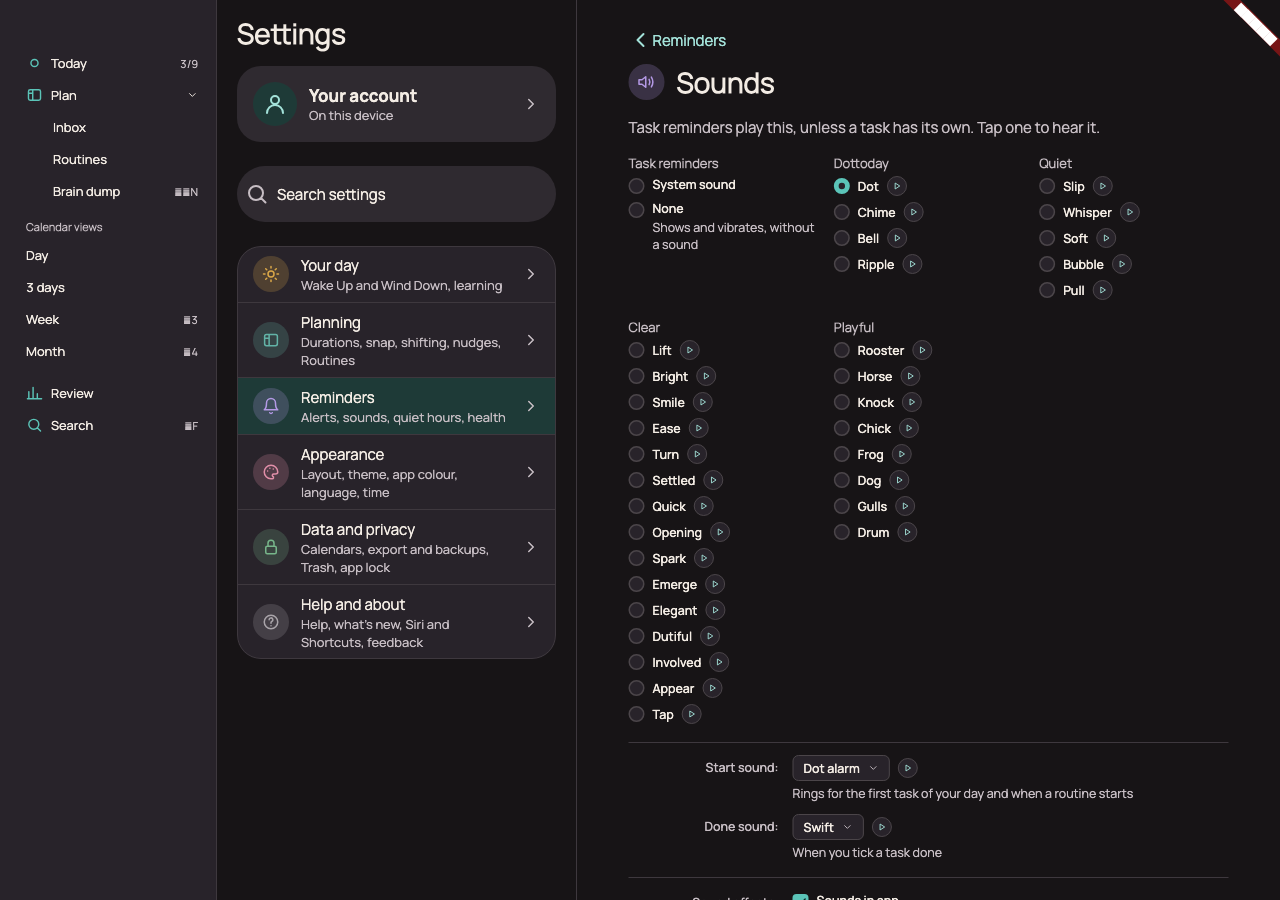 Today 3/9
Plan
Inbox
Routines
Brain dump N
Calendar views
Day
3 days
Week 3
Month 4
Review
Search F
Settings
Your account
On this device
Search settings
Your day
Wake Up and Wind Down, learning
Planning
Durations, snap, shifting, nudges,
Routines
Reminders
Alerts, sounds, quiet hours, health
Appearance
Layout, theme, app colour,
language, time
Data and privacy
Calendars, export and backups,
Trash, app lock
Help and about
Help, what's new, Siri and
Shortcuts, feedback
Reminders
Sounds
Task reminders play this, unless a task has its own. Tap one to hear it.
Task reminders
System sound
None
Shows and vibrates, without
a sound
Dottoday
Dot
Chime
Bell
Ripple
Quiet
Slip
Whisper
Soft
Bubble
Pull
Clear
Lift
Bright
Smile
Ease
Turn
Settled
Quick
Opening
Spark
Emerge
Elegant
Dutiful
Involved
Appear
Tap
Playful
Rooster
Horse
Knock
Chick
Frog
Dog
Gulls
Drum
Start sound: Dot alarm
Rings for the first task of your day and when a routine starts
Done sound: Swift
When you tick a task done
Sounds in app